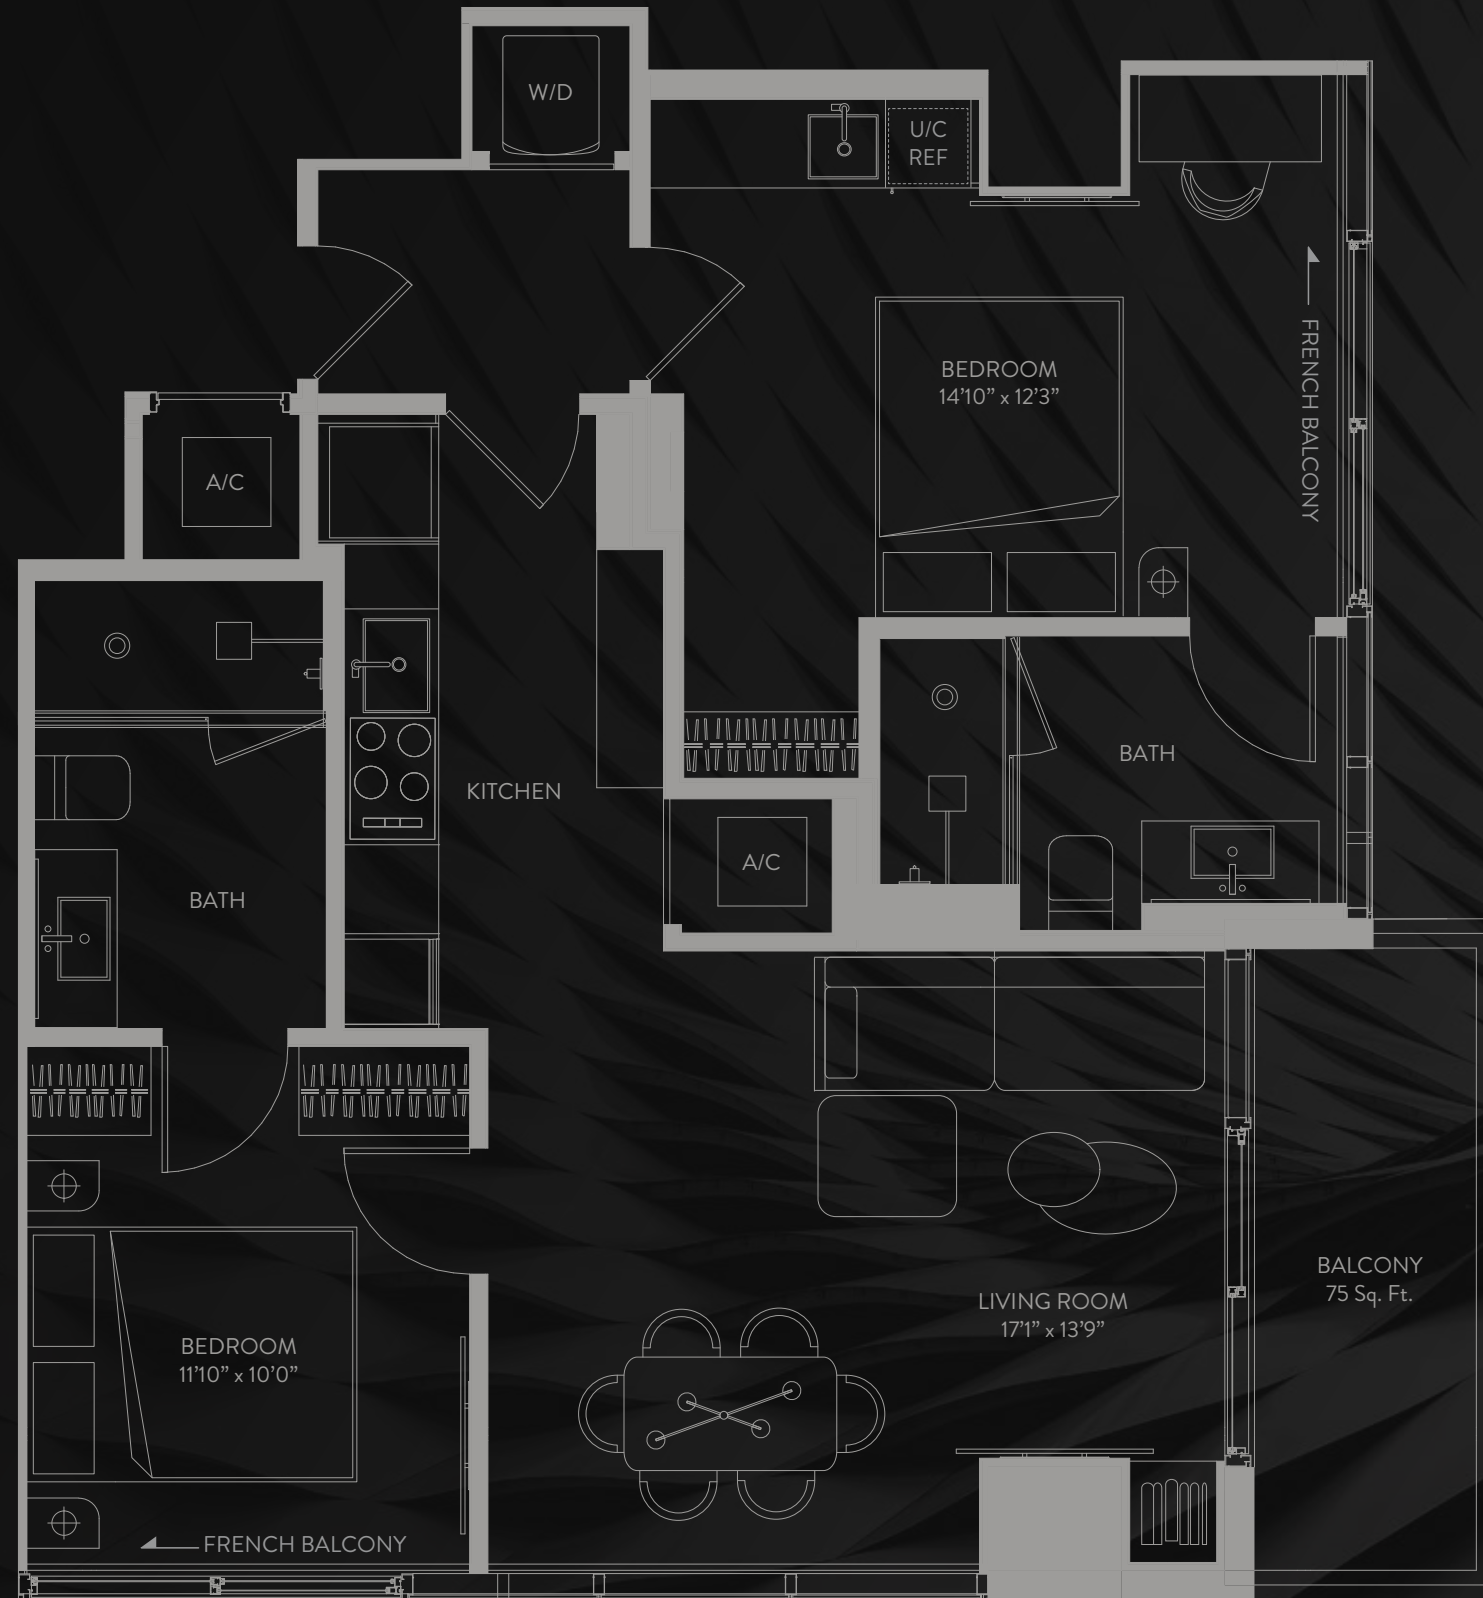 W/D
U/C
REF
BEDROOM
14’10” x 12’3”
FRENCH BALCONY
A/C
BATH
KITCHEN
A/C
BATH
BALCONY
75 Sq. Ft.
LIVING ROOM
17’1” x 13’9”
BEDROOM
11’10” x 10’0”
FRENCH BALCONY